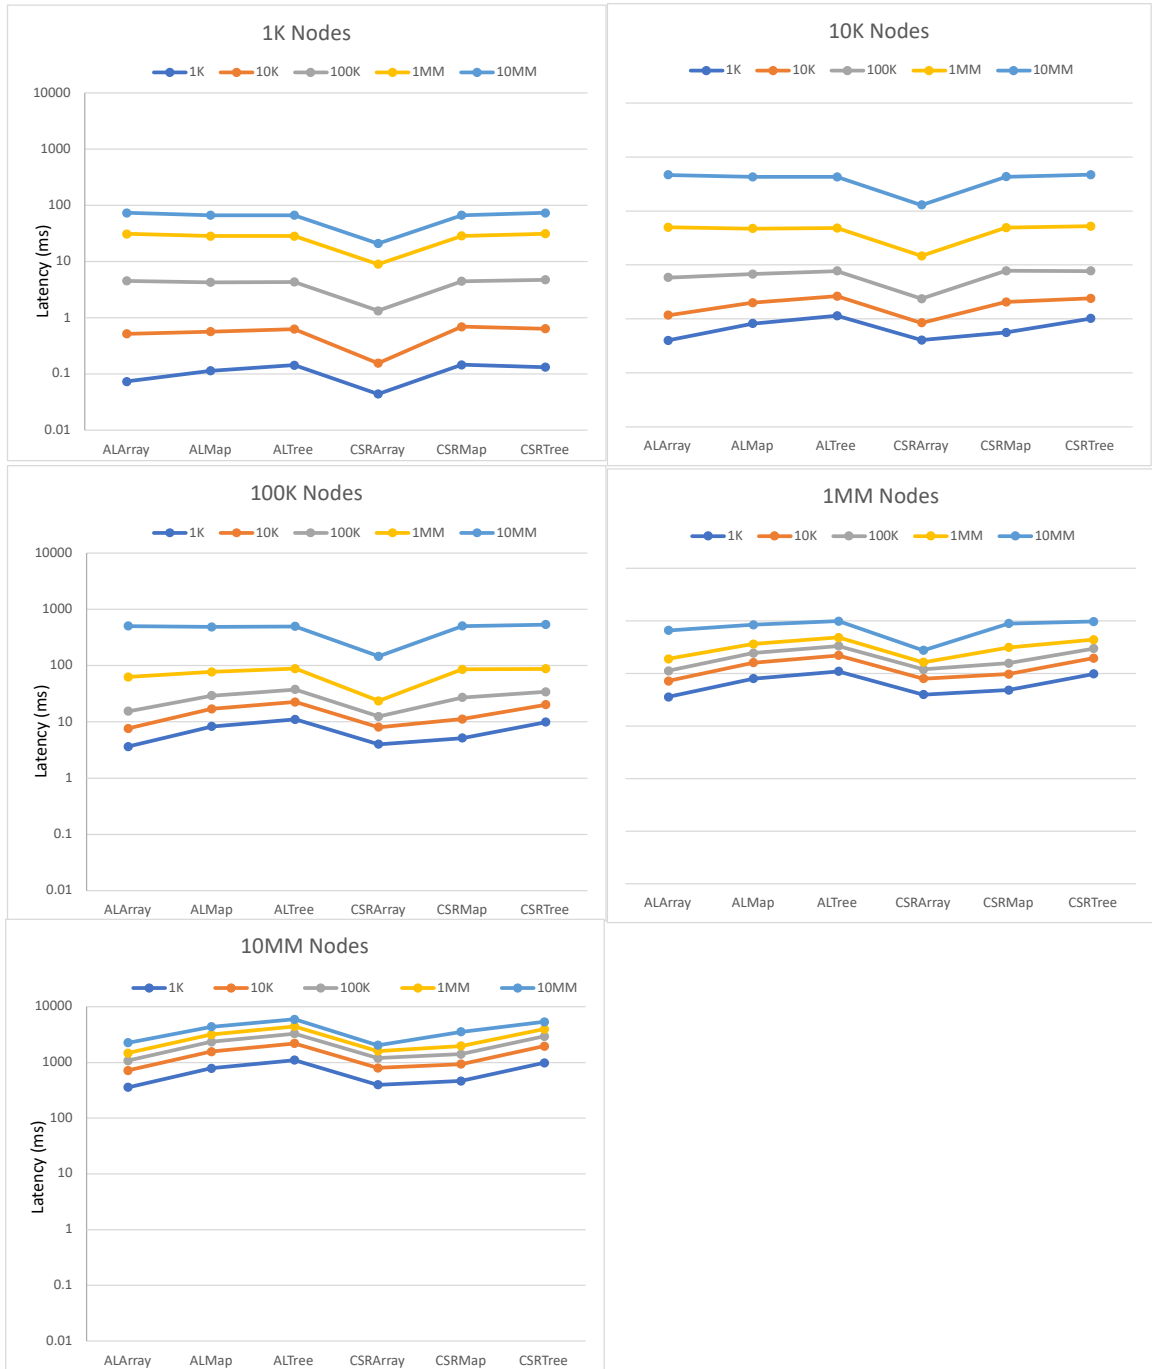 1K Nodes
1K 10K 100K 1MM 10MM
10000
1000
100
10
1
0.1
0.01
Latency (ms)
ALArray ALMap ALTree CSRArray CSRMap CSRTree
10K Nodes
1K 10K 100K 1MM 10MM
ALArray ALMap ALTree CSRArray CSRMap CSRTree
100K Nodes
1K 10K 100K 1MM 10MM
10000
1000
100
10
1
0.1
0.01
Latency (ms)
ALArray ALMap ALTree CSRArray CSRMap CSRTree
1MM Nodes
1K 10K 100K 1MM 10MM
ALArray ALMap ALTree CSRArray CSRMap CSRTree
10MM Nodes
1K 10K 100K 1MM 10MM
10000
1000
100
10
1
0.1
0.01
Latency (ms)
ALArray ALMap ALTree CSRArray CSRMap CSRTree